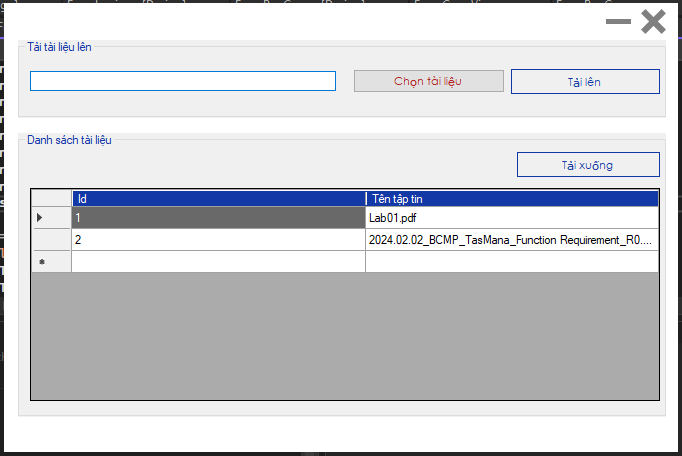 Tải tài liệu lên
Chọn tài liệu
Tải lên
Danh sách tài liệu
Tải xuống
Id
Tên tập tin
1
Lab01.pdf
2
2024.02.02_BCMP_TasMana_Function Requirement_R0....